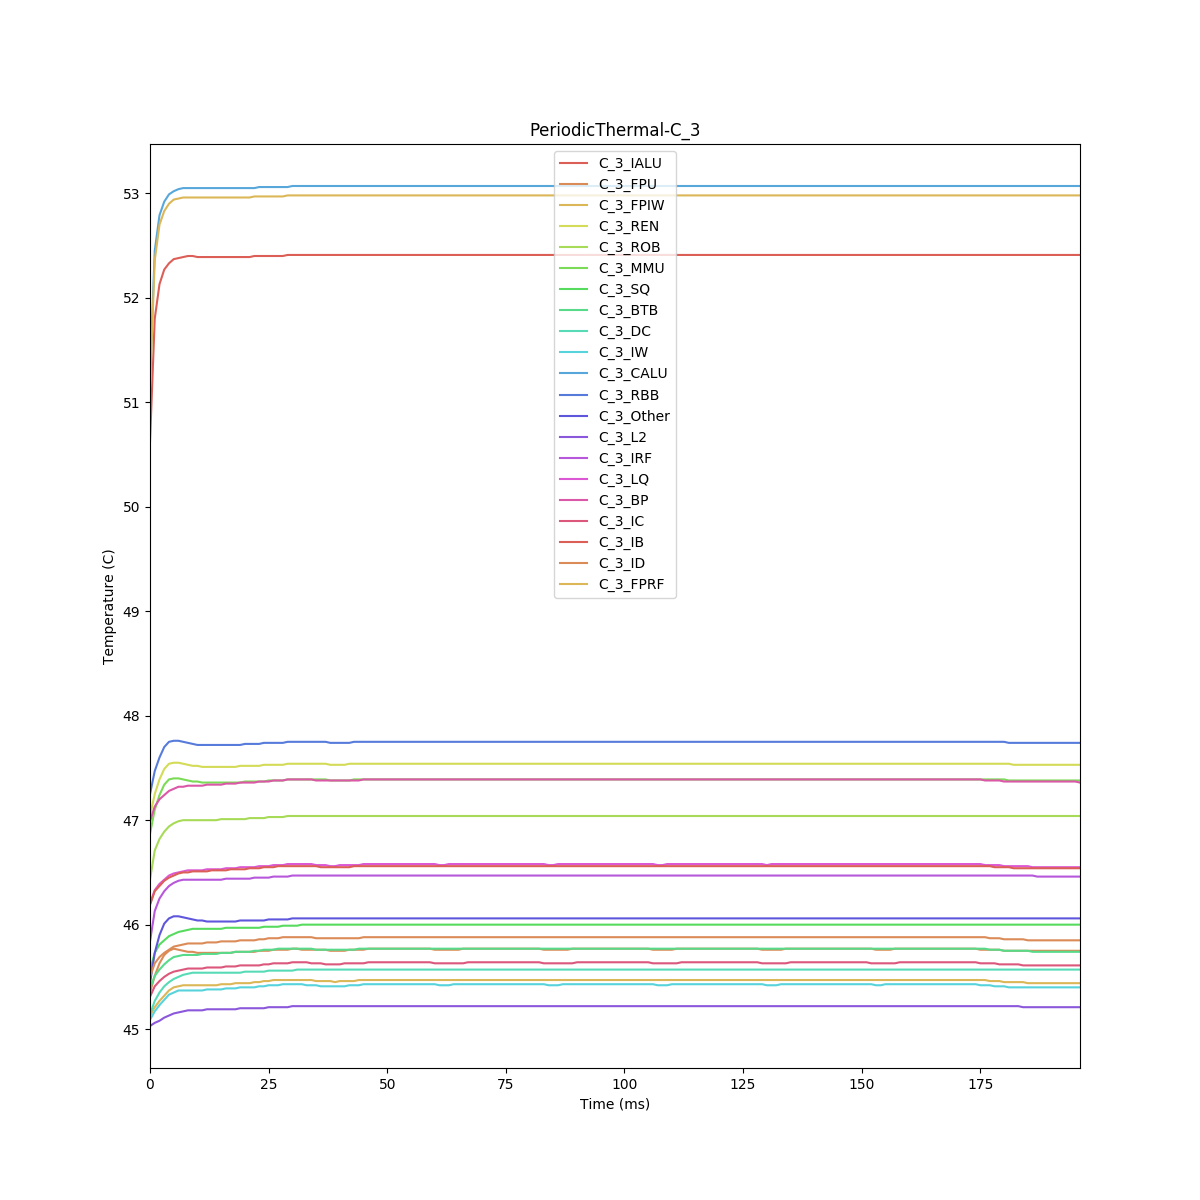 PeriodicThermal-C_3
C_3_IALU
C_3_FPU
C_3_FPIW
C_3_REN
C_3_ROB
C_3_MMU
C_3_SQ
C_3_BTB
C_3_DC
C_3_IW
C_3_CALU
C_3_RBB
C_3_Other
C_3_L2
C_3_IRF
C_3_LQ
C_3_BP
C_3_IC
C_3_IB
C_3_ID
C_3_FPRF
53
52
51
50
49
48
47
46
45
Temperature (C)
0 25 50 75 100 125 150 175
Time (ms)